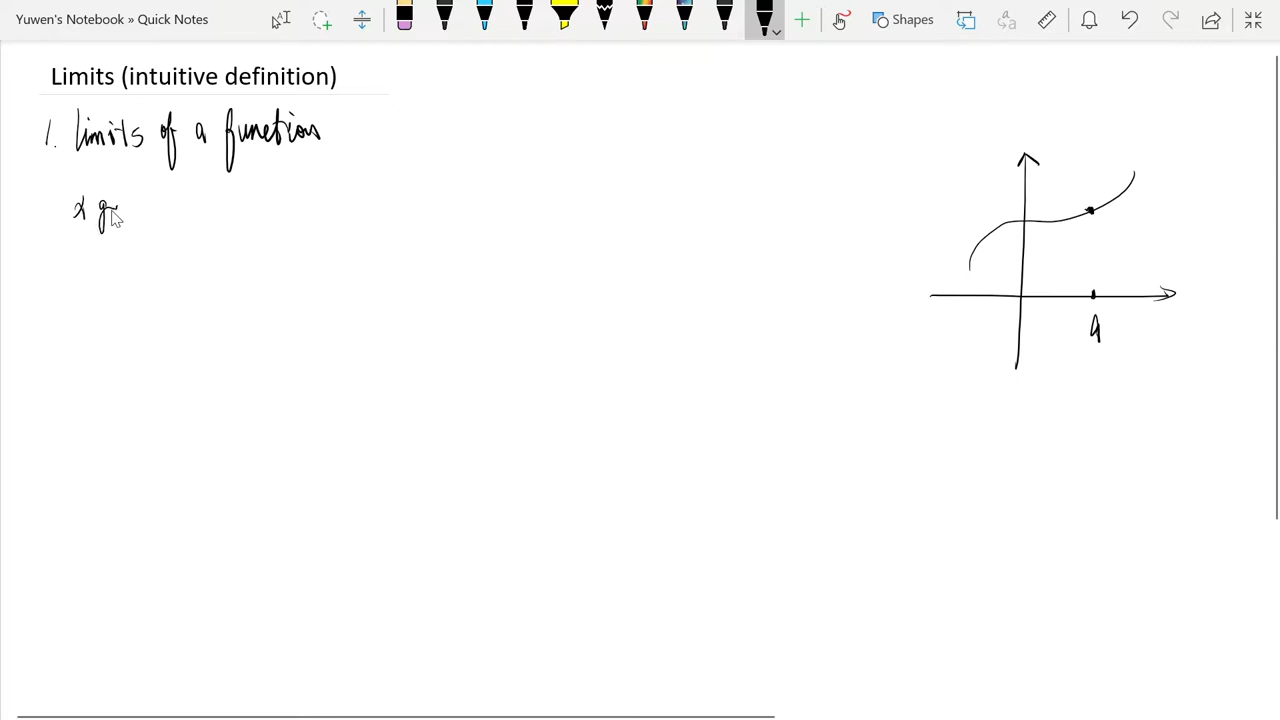 Yuwen's Notebook » Quick Notes
Shapes
Limits (intuitive definition)
1. Limits of a function
x g
a